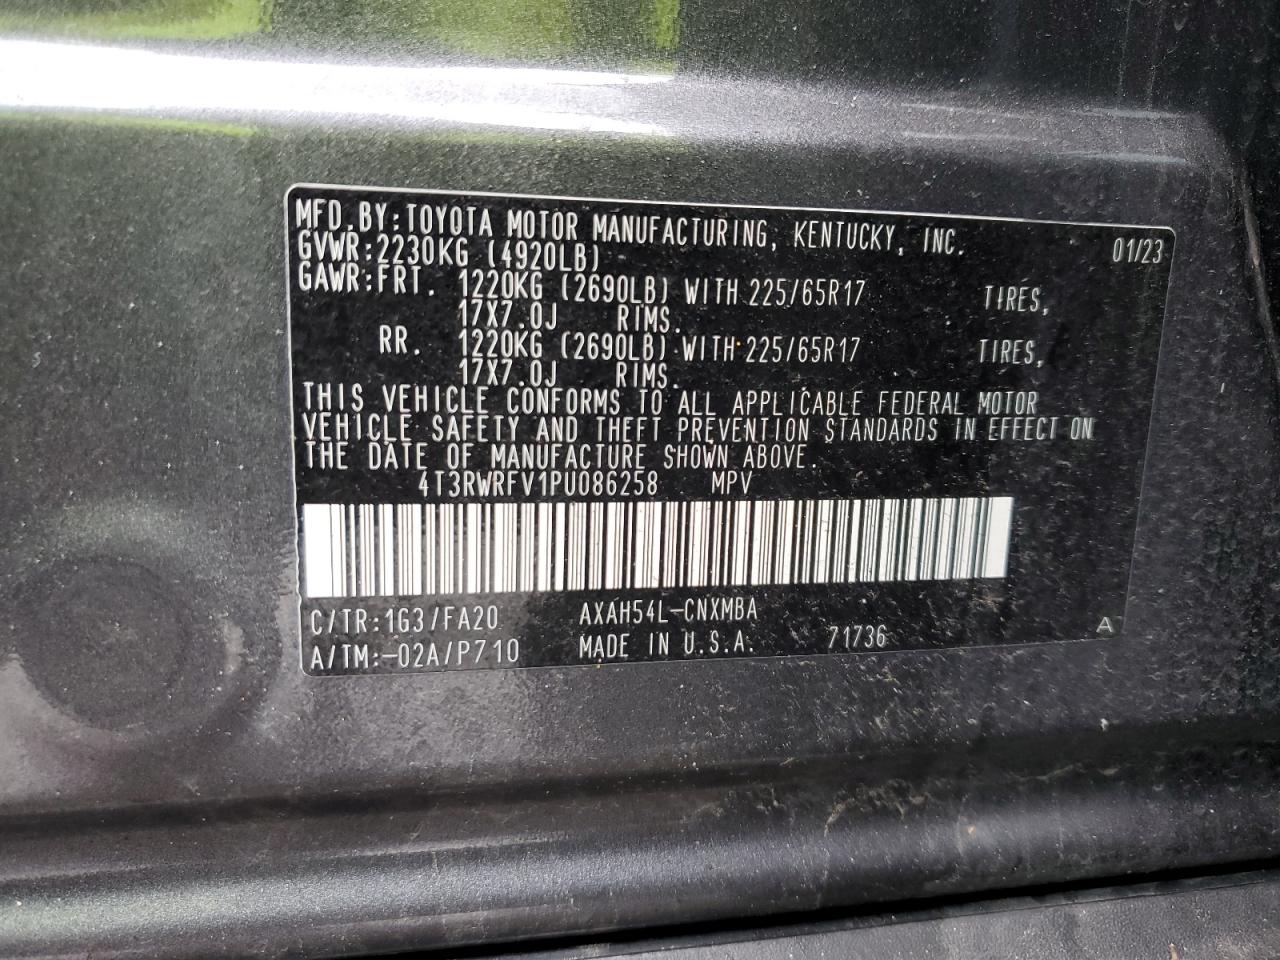 MFD.BY:TOYOTA MOTOR MANUFACTURING, KENTUCKY, INC. 01/23
GVWR:2230KG (4920LB)
GAWR:FRT. 1220KG (2690LB) WITH 225/65R17 TIRES,
17X7.0J RIMS.
RR. 1220KG (2690LB) WITH 225/65R17 TIRES,
17X7.0J RIMS.
THIS VEHICLE CONFORMS TO ALL APPLICABLE FEDERAL MOTOR
VEHICLE SAFETY AND THEFT PREVENTION STANDARDS IN EFFECT ON
THE DATE OF MANUFACTURE SHOWN ABOVE.
4T3RWRFV1PU086258 MPV
C/TR:1G3/FA20 AXAH54L-CNXMBA
A/TM:-02A/P710 MADE IN U.S.A. 71736 A